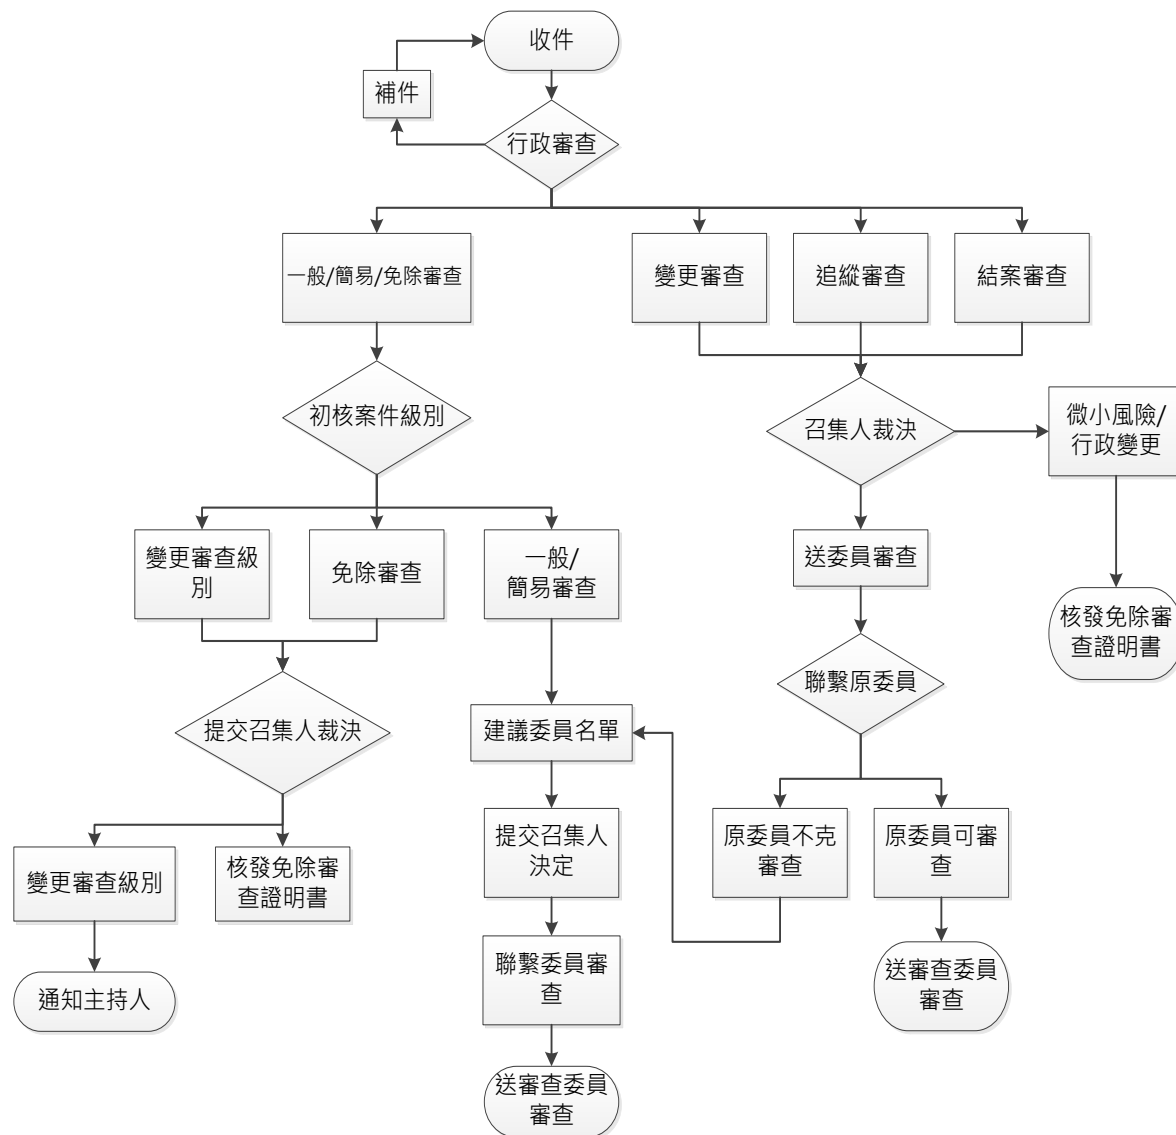 收件
補件
行政審查
一般/簡易/免除審查
變更審查
追縱審查
結案審查
初核案件級別
召集人裁決
微小風險/
行政變更
變更審查級
別
免除審查
一般/
簡易審查
送委員審查
核發免除審
查證明書
聯繫原委員
提交召集人裁決
建議委員名單
提交召集人
決定
原委員不克
審查
原委員可審
查
變更審查級別
核發免除審
查證明書
聯繫委員審
查
送審查委員
審查
通知主持人
送審查委員
審查